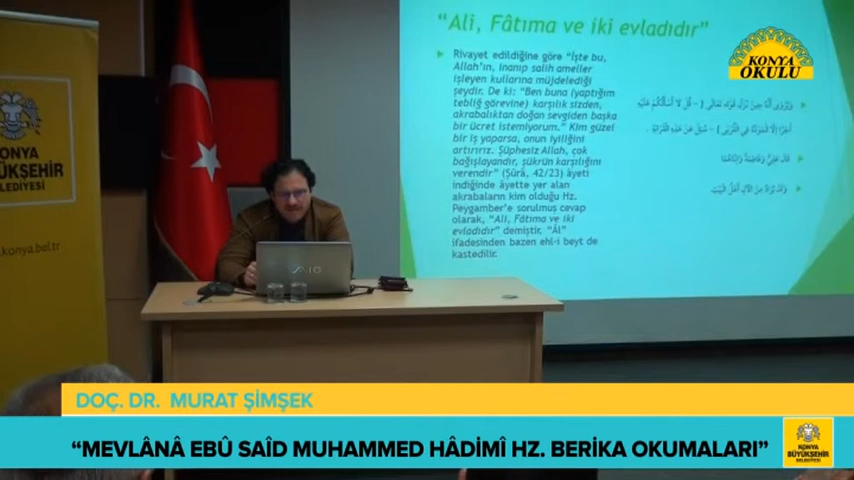 "Ali, Fâtıma ve iki evladıdır"
Rivayet edildiğine göre "İşte bu,
Allah'ın, inanıp salih ameller
işleyen kullarına müjdelediği
şeydir. De ki: "Ben buna (yaptığım
tebliğ görevine) karşılık sizden,
akrabalıktan doğan sevgiden başka
bir ücret istemiyorum." Kim güzel
bir iş yaparsa, onun iyiliğini
artırırız. Şüphesiz Allah, çok
bağışlayandır, şükrün karşılığını
verendir" (Şûrâ, 42/23) âyeti
indiğinde âyette yer alan
akrabaların kim olduğu Hz.
Peygamber'e sorulmuş cevap
olarak, "Ali, Fâtıma ve iki
evladıdır" demiştir. "Âl"
ifadesinden bazen ehl-i beyt de
kastedilir.
KONYA
OKULU
KONYA
BÜYÜKŞEHİR
BELEDİYESİ
.konya.bel.tr
VAIO
DOÇ. DR. MURAT ŞİMŞEK
"MEVLÂNÂ EBÛ SAÎD MUHAMMED HÂDİMÎ HZ. BERİKA OKUMALARI"
KONYA
BÜYÜKŞEHİR
BELEDİYESİ